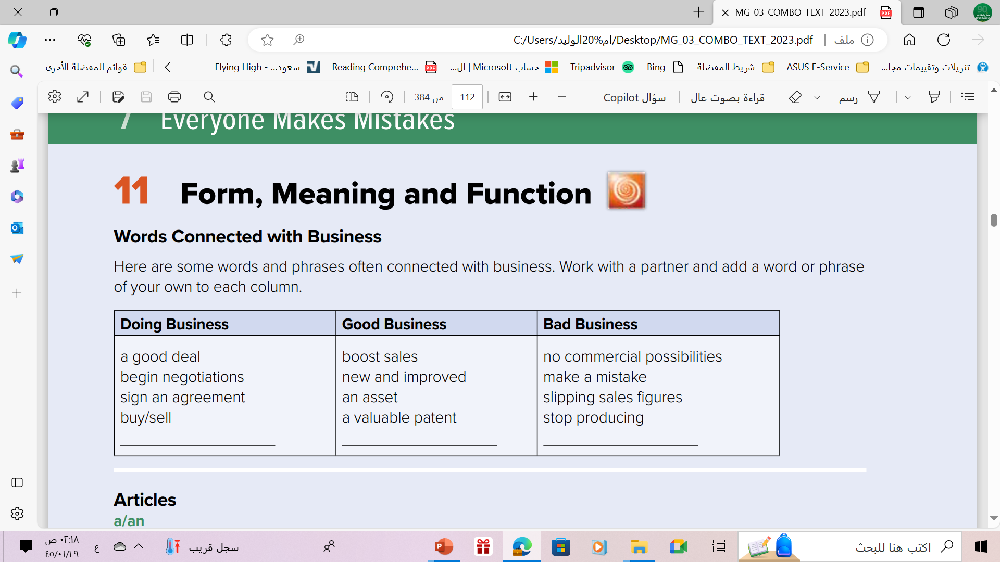 MG_03_COMBO_TEXT_2023.pdf
C:/Users/ام%20الوليد/Desktop/MG_03_COMBO_TEXT_2023.pdf
ملف
قوائم المفضلة الأخرى
Flying High - ...سعود
Reading Comprehe...
حساب Microsoft | ال...
Tripadvisor
Bing
شريط المفضلة
ASUS E-Service
تنزيلات وتقييمات مجا...
من 384
112
سؤال Copilot
قراءة بصوت عالٍ
رسم
7 Everyone Makes Mistakes
11 Form, Meaning and Function
Words Connected with Business
Here are some words and phrases often connected with business. Work with a partner and add a word or phrase
of your own to each column.
Doing Business
a good deal
begin negotiations
sign an agreement
buy/sell
Good Business
boost sales
new and improved
an asset
a valuable patent
Bad Business
no commercial possibilities
make a mistake
slipping sales figures
stop producing
Articles
a/an
٠٢:١٨ ص
٤٥/٠٦/٢٩
ع
سجل قريب
اكتب هنا للبحث